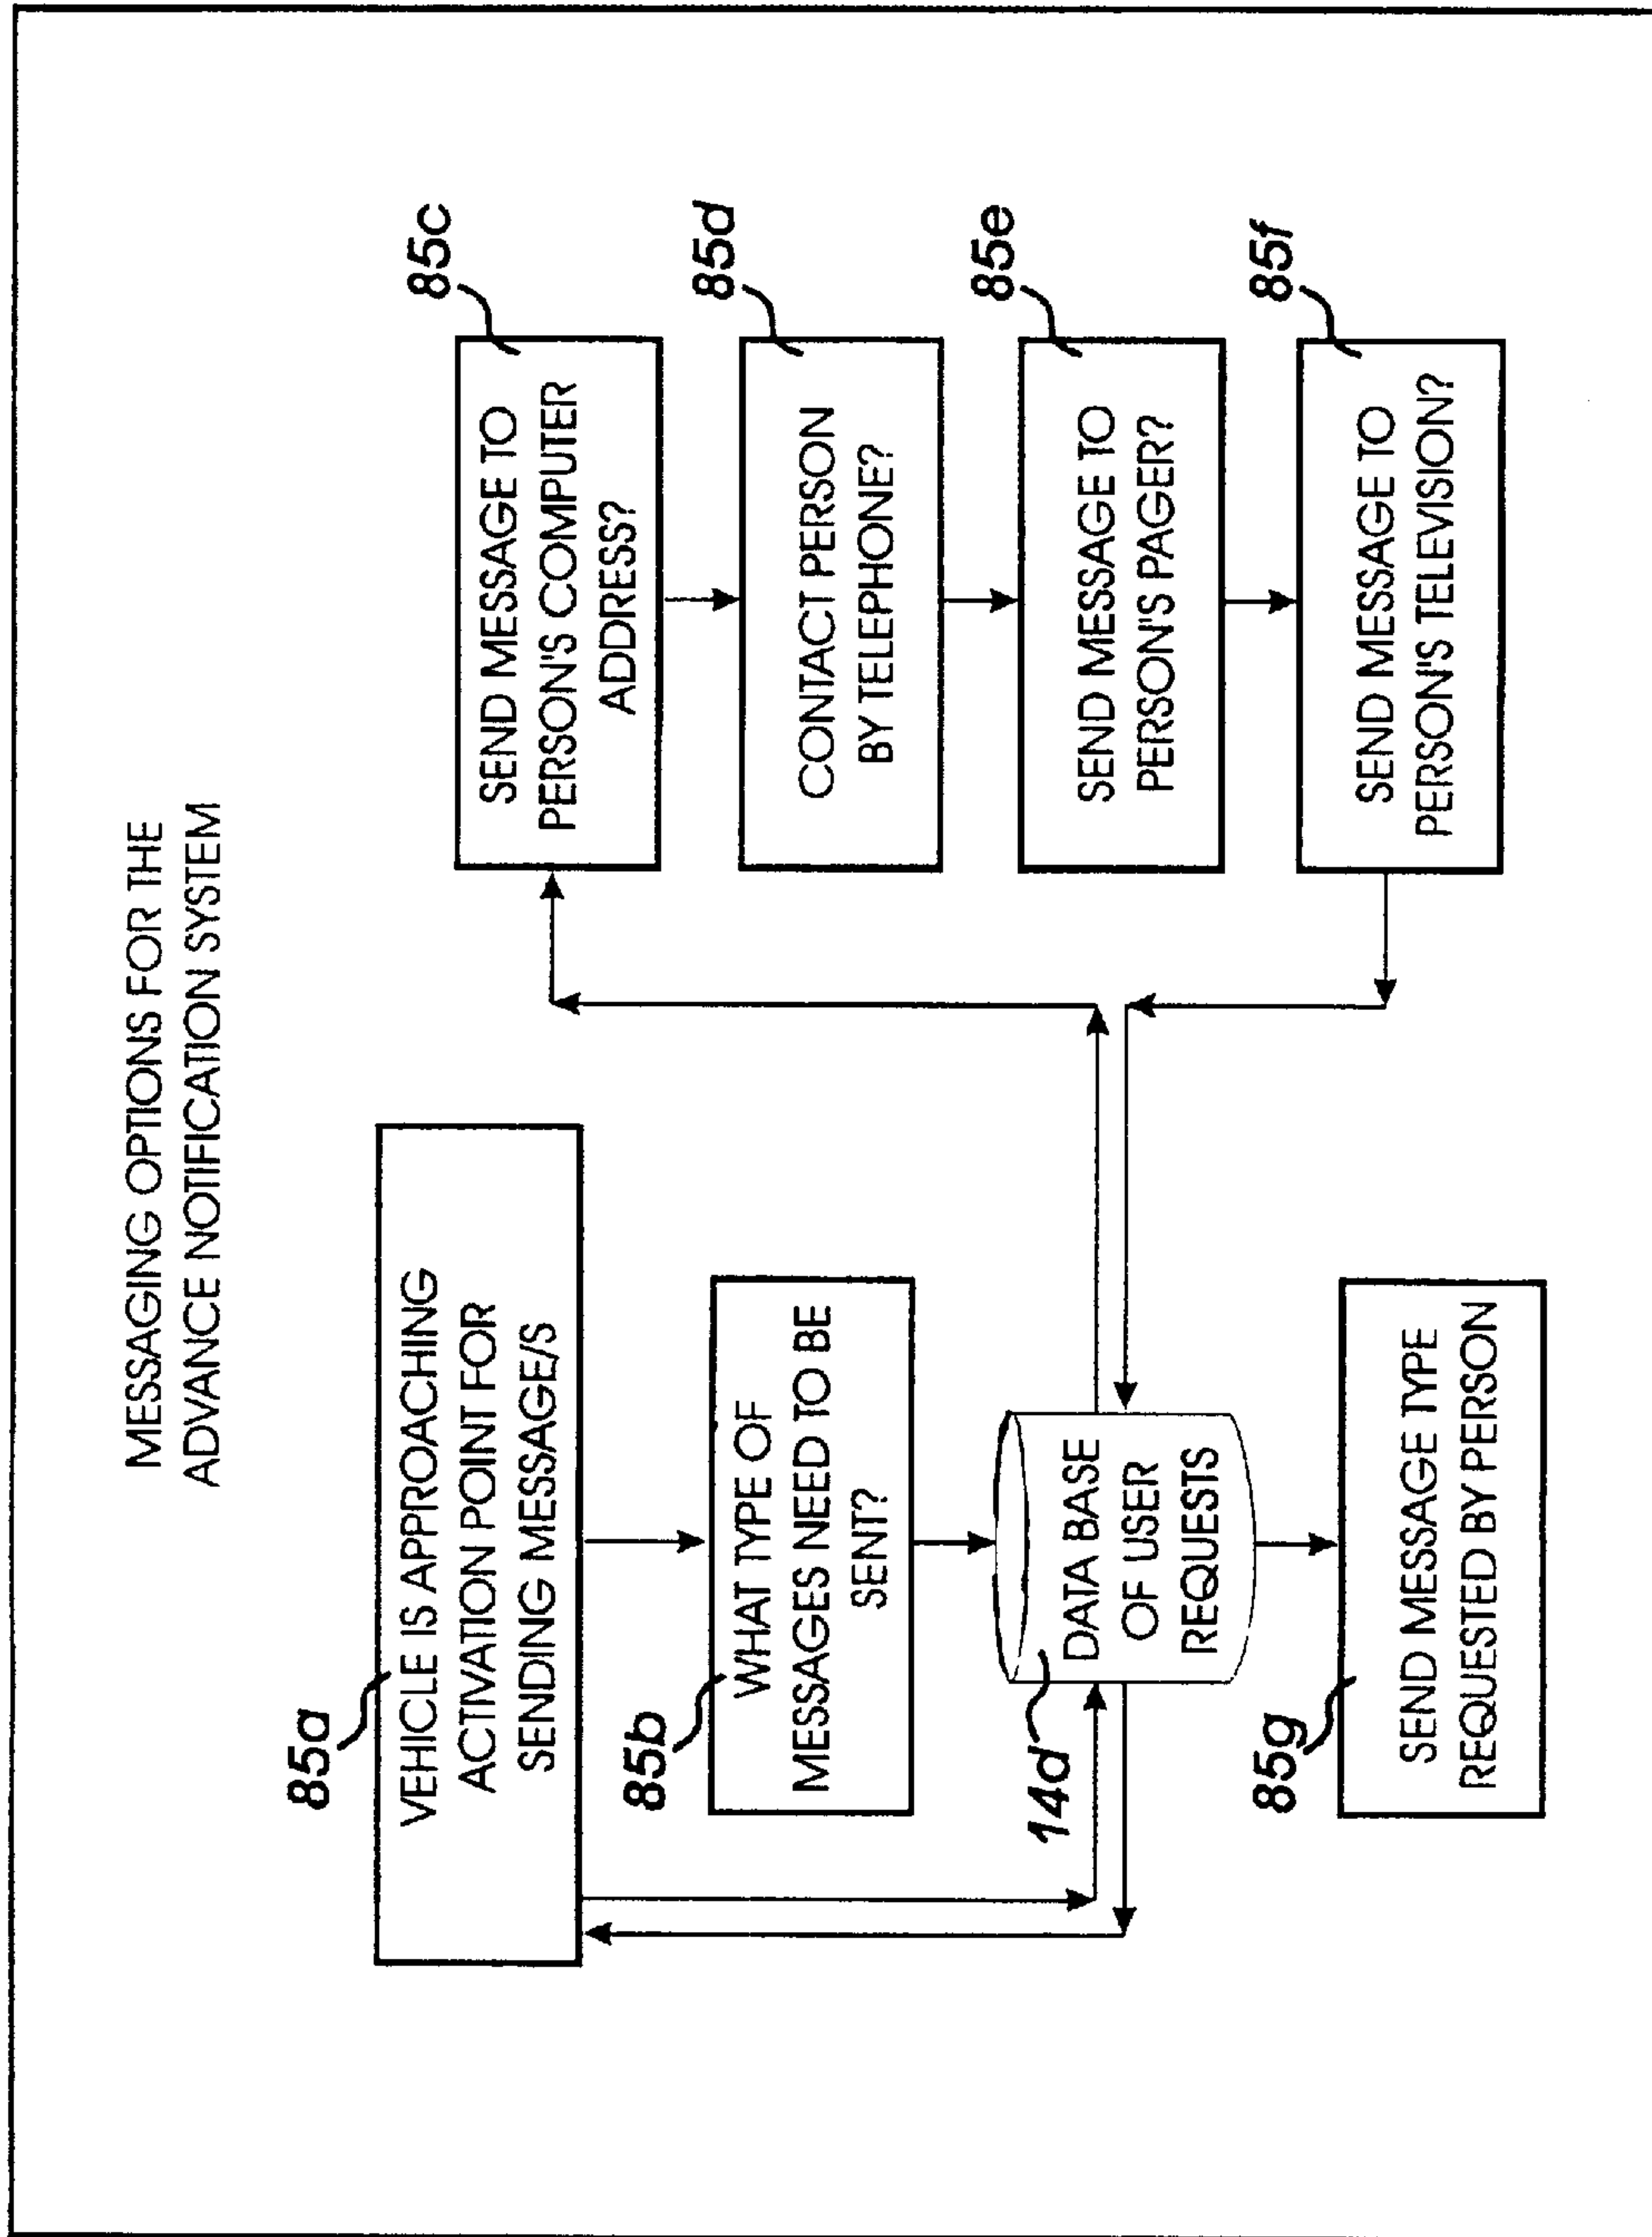 MESSAGING OPTIONS FOR THE
ADVANCE NOTIFICATION SYSTEM
85a
VEHICLE IS APPROACHING
ACTIVATION POINT FOR
SENDING MESSAGE/S
85b
WHAT TYPE OF
MESSAGES NEED TO BE
SENT?
14d
DATA BASE
OF USER
REQUESTS
85g
SEND MESSAGE TYPE
REQUESTED BY PERSON
85c
SEND MESSAGE TO
PERSON'S COMPUTER
ADDRESS?
85d
CONTACT PERSON
BY TELEPHONE?
85e
SEND MESSAGE TO
PERSON'S PAGER?
85f
SEND MESSAGE TO
PERSON'S TELEVISION?